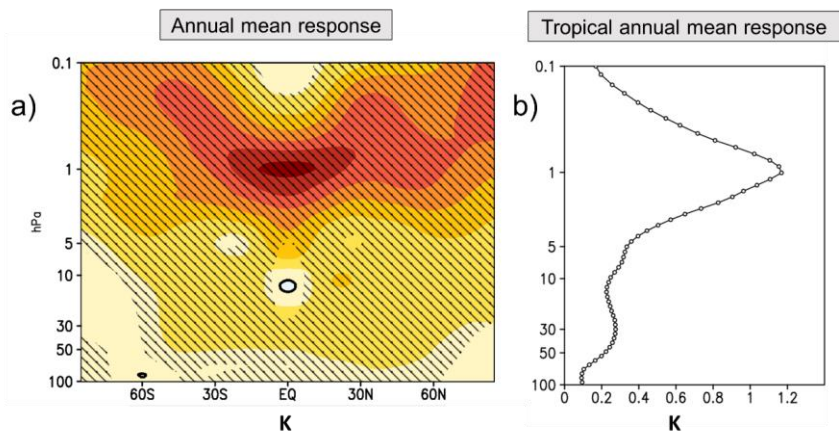 Annual mean response
Tropical annual mean response
a)
0.1
1
5
10
30
50
100
hPa
60S
30S
EQ
30N
60N
K
b)
0.1
1
5
10
30
50
100
0
0.2
0.4
0.6
0.8
1
1.2
K